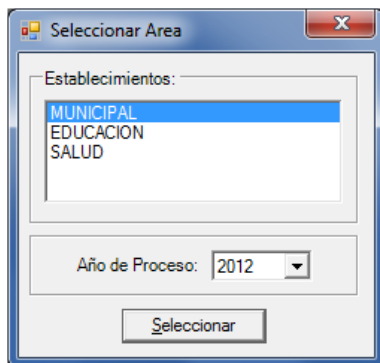 Seleccionar Area
Establecimientos:
MUNICIPAL
EDUCACION
SALUD
Año de Proceso: 2012
Seleccionar